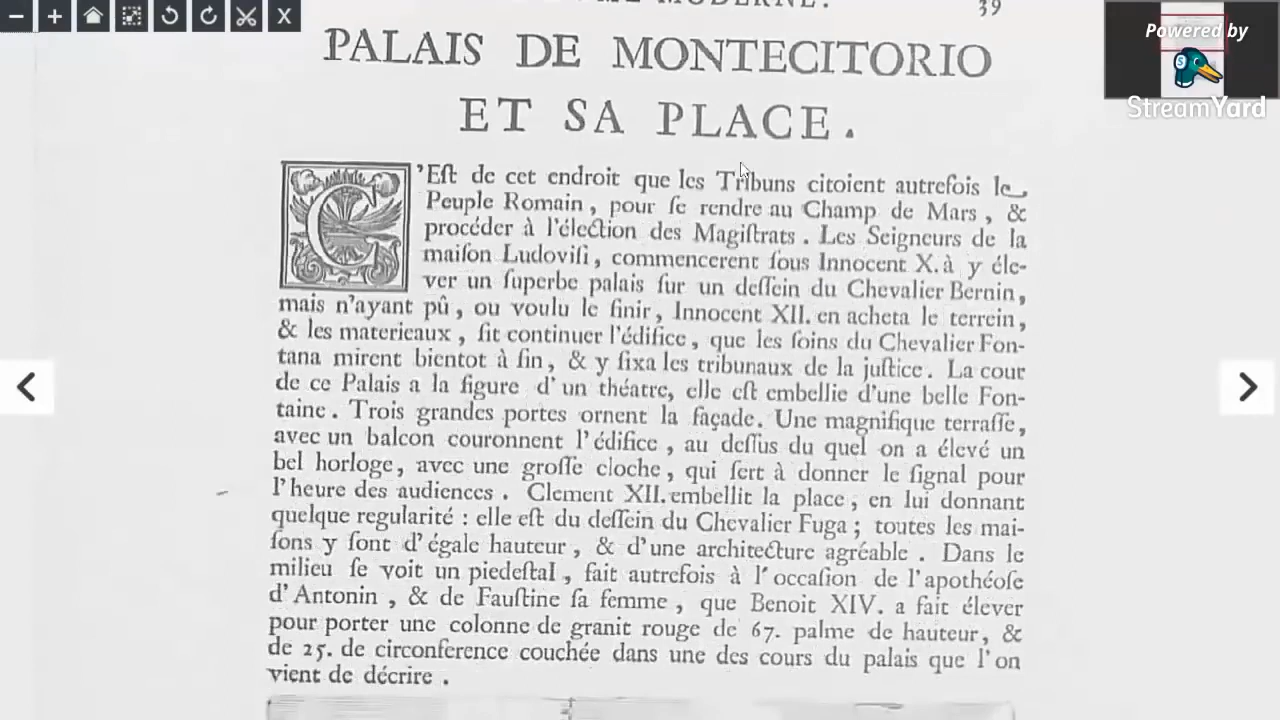 MODERNE.
39
Powered by
StreamYard
PALAIS DE MONTECITORIO
ET SA PLACE.
C'Eſt de cet endroit que les Tribuns citoient autrefois le
Peuple Romain, pour ſe rendre au Champ de Mars, &
procéder à l'élection des Magiſtrats. Les Seigneurs de la
maiſon Ludoviſi, commencerent ſous Innocent X. à y éle-
ver un ſuperbe palais ſur un deſſein du Chevalier Bernin,
mais n'ayant pû, ou voulu le finir, Innocent XII. en acheta le terrein,
& les materieaux, fit continuer l'édifice, que les ſoins du Chevalier Fon-
tana mirent bientot à fin, & y fixa les tribunaux de la juſtice. La cour
de ce Palais a la figure d'un théatre, elle eſt embellie d'une belle Fon-
taine. Trois grandes portes ornent la façade. Une magnifique terraſſe,
avec un balcon couronnent l'édifice, au deſſus du quel on a élevé un
bel horloge, avec une groſſe cloche, qui ſert à donner le ſignal pour
l'heure des audiences. Clement XII. embellit la place, en lui donnant
quelque regularité : elle eſt du deſſein du Chevalier Fuga ; toutes les mai-
ſons y ſont d'égale hauteur, & d'une architecture agréable. Dans le
milieu ſe voit un piedeſtal, fait autrefois à l'occaſion de l'apothéoſe
d'Antonin, & de Fauſtine ſa femme, que Benoit XIV. a fait élever
pour porter une colonne de granit rouge de 67. palme de hauteur, &
de 25. de circonference couchée dans une des cours du palais que l'on
vient de décrire.